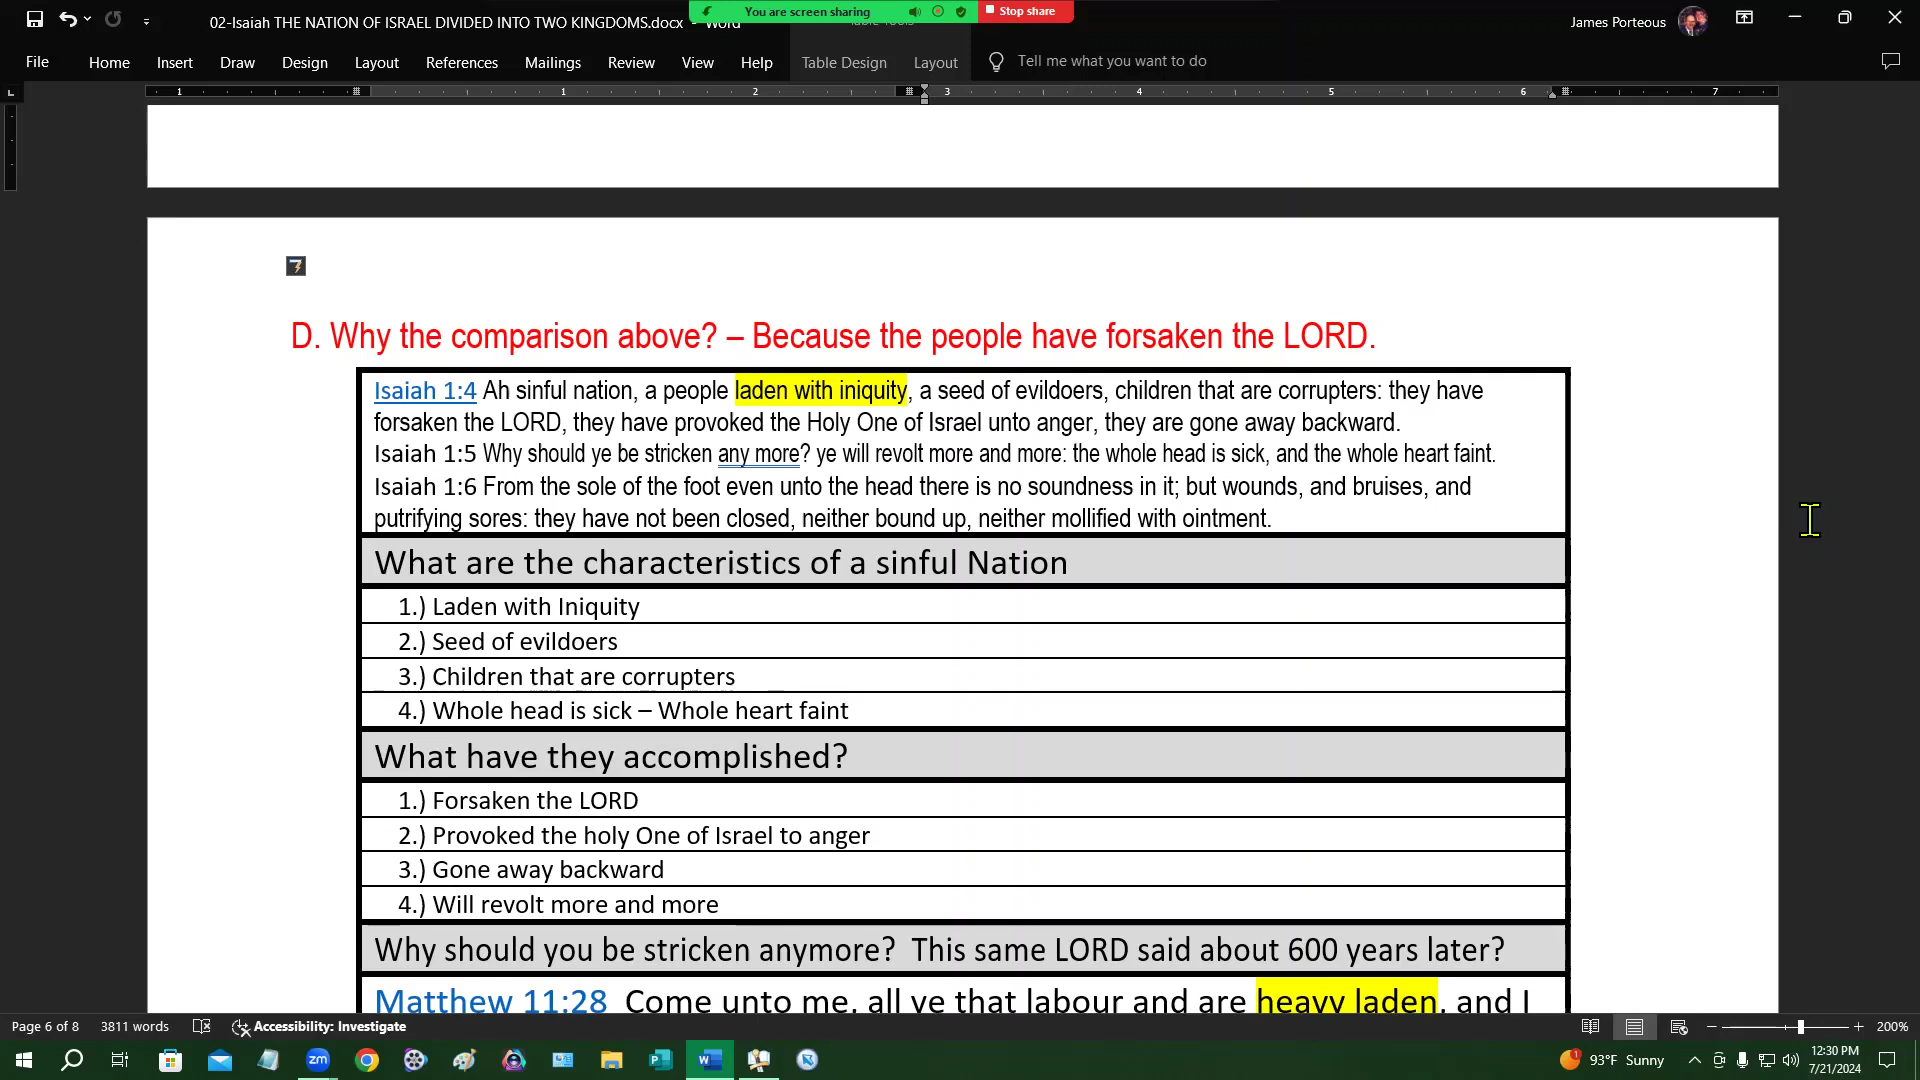 02-Isaiah THE NATION OF ISRAEL DIVIDED INTO TWO KINGDOMS.docx - Word
You are screen sharing
Stop share
James Porteous
File Home Insert Draw Design Layout References Mailings Review View Help Table Design Layout Tell me what you want to do
1 1 2 3 4 5 6 7
D. Why the comparison above? – Because the people have forsaken the LORD.
Isaiah 1:4 Ah sinful nation, a people laden with iniquity, a seed of evildoers, children that are corrupters: they have
forsaken the LORD, they have provoked the Holy One of Israel unto anger, they are gone away backward.
Isaiah 1:5 Why should ye be stricken any more? ye will revolt more and more: the whole head is sick, and the whole heart faint.
Isaiah 1:6 From the sole of the foot even unto the head there is no soundness in it; but wounds, and bruises, and
putrifying sores: they have not been closed, neither bound up, neither mollified with ointment.
What are the characteristics of a sinful Nation
1.) Laden with Iniquity
2.) Seed of evildoers
3.) Children that are corrupters
4.) Whole head is sick – Whole heart faint
What have they accomplished?
1.) Forsaken the LORD
2.) Provoked the holy One of Israel to anger
3.) Gone away backward
4.) Will revolt more and more
Why should you be stricken anymore? This same LORD said about 600 years later?
Matthew 11:28 Come unto me, all ye that labour and are heavy laden, and I
Page 6 of 8 3811 words Accessibility: Investigate 200%
93°F Sunny
12:30 PM
7/21/2024